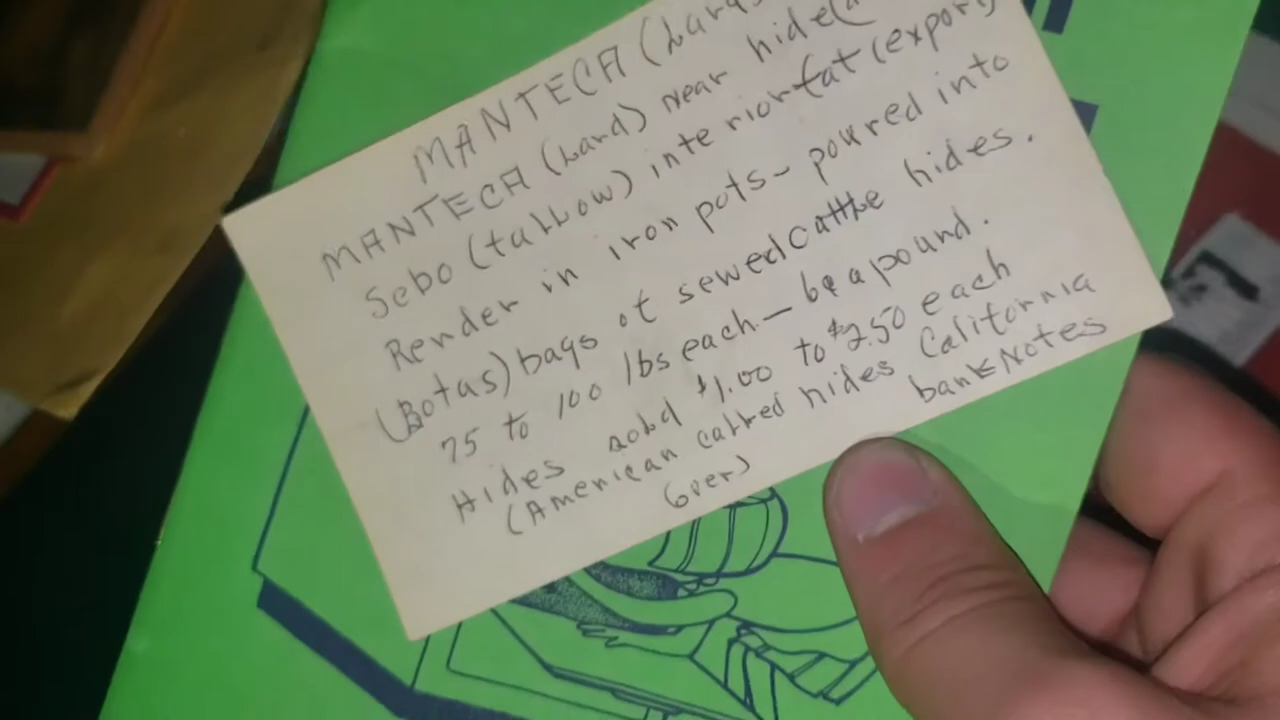 MANTECA (Lard
MANTECA (Lard) near hide(
Sebo (tallow) interior fat (export)
Render in iron pots - poured into
(Botas) bags of sewed cattle hides.
75 to 100 lbs each - 6¢ a pound.
Hides sold $1.00 to $2.50 each
(American called hides California
bank Notes
(over)